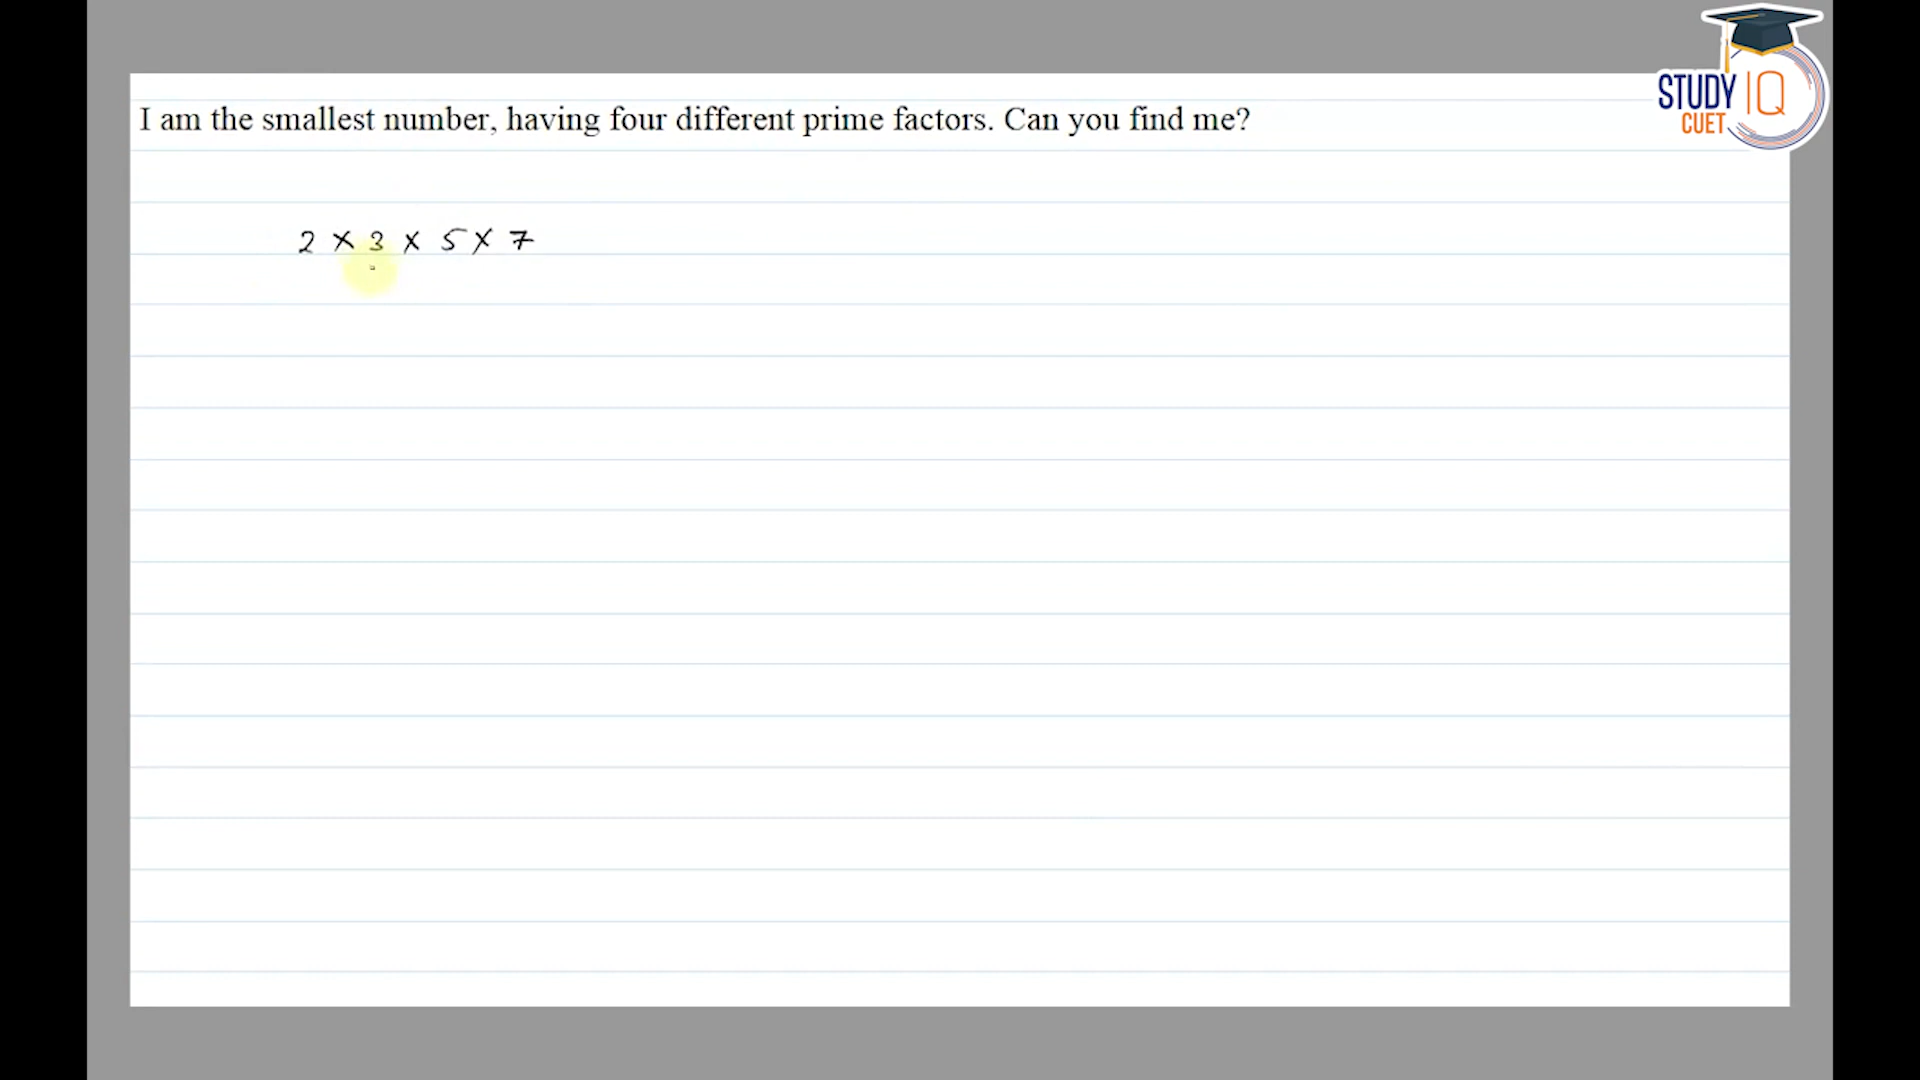 STUDY IQ
CUET
I am the smallest number, having four different prime factors. Can you find me?
2 × 3 × 5 × 7